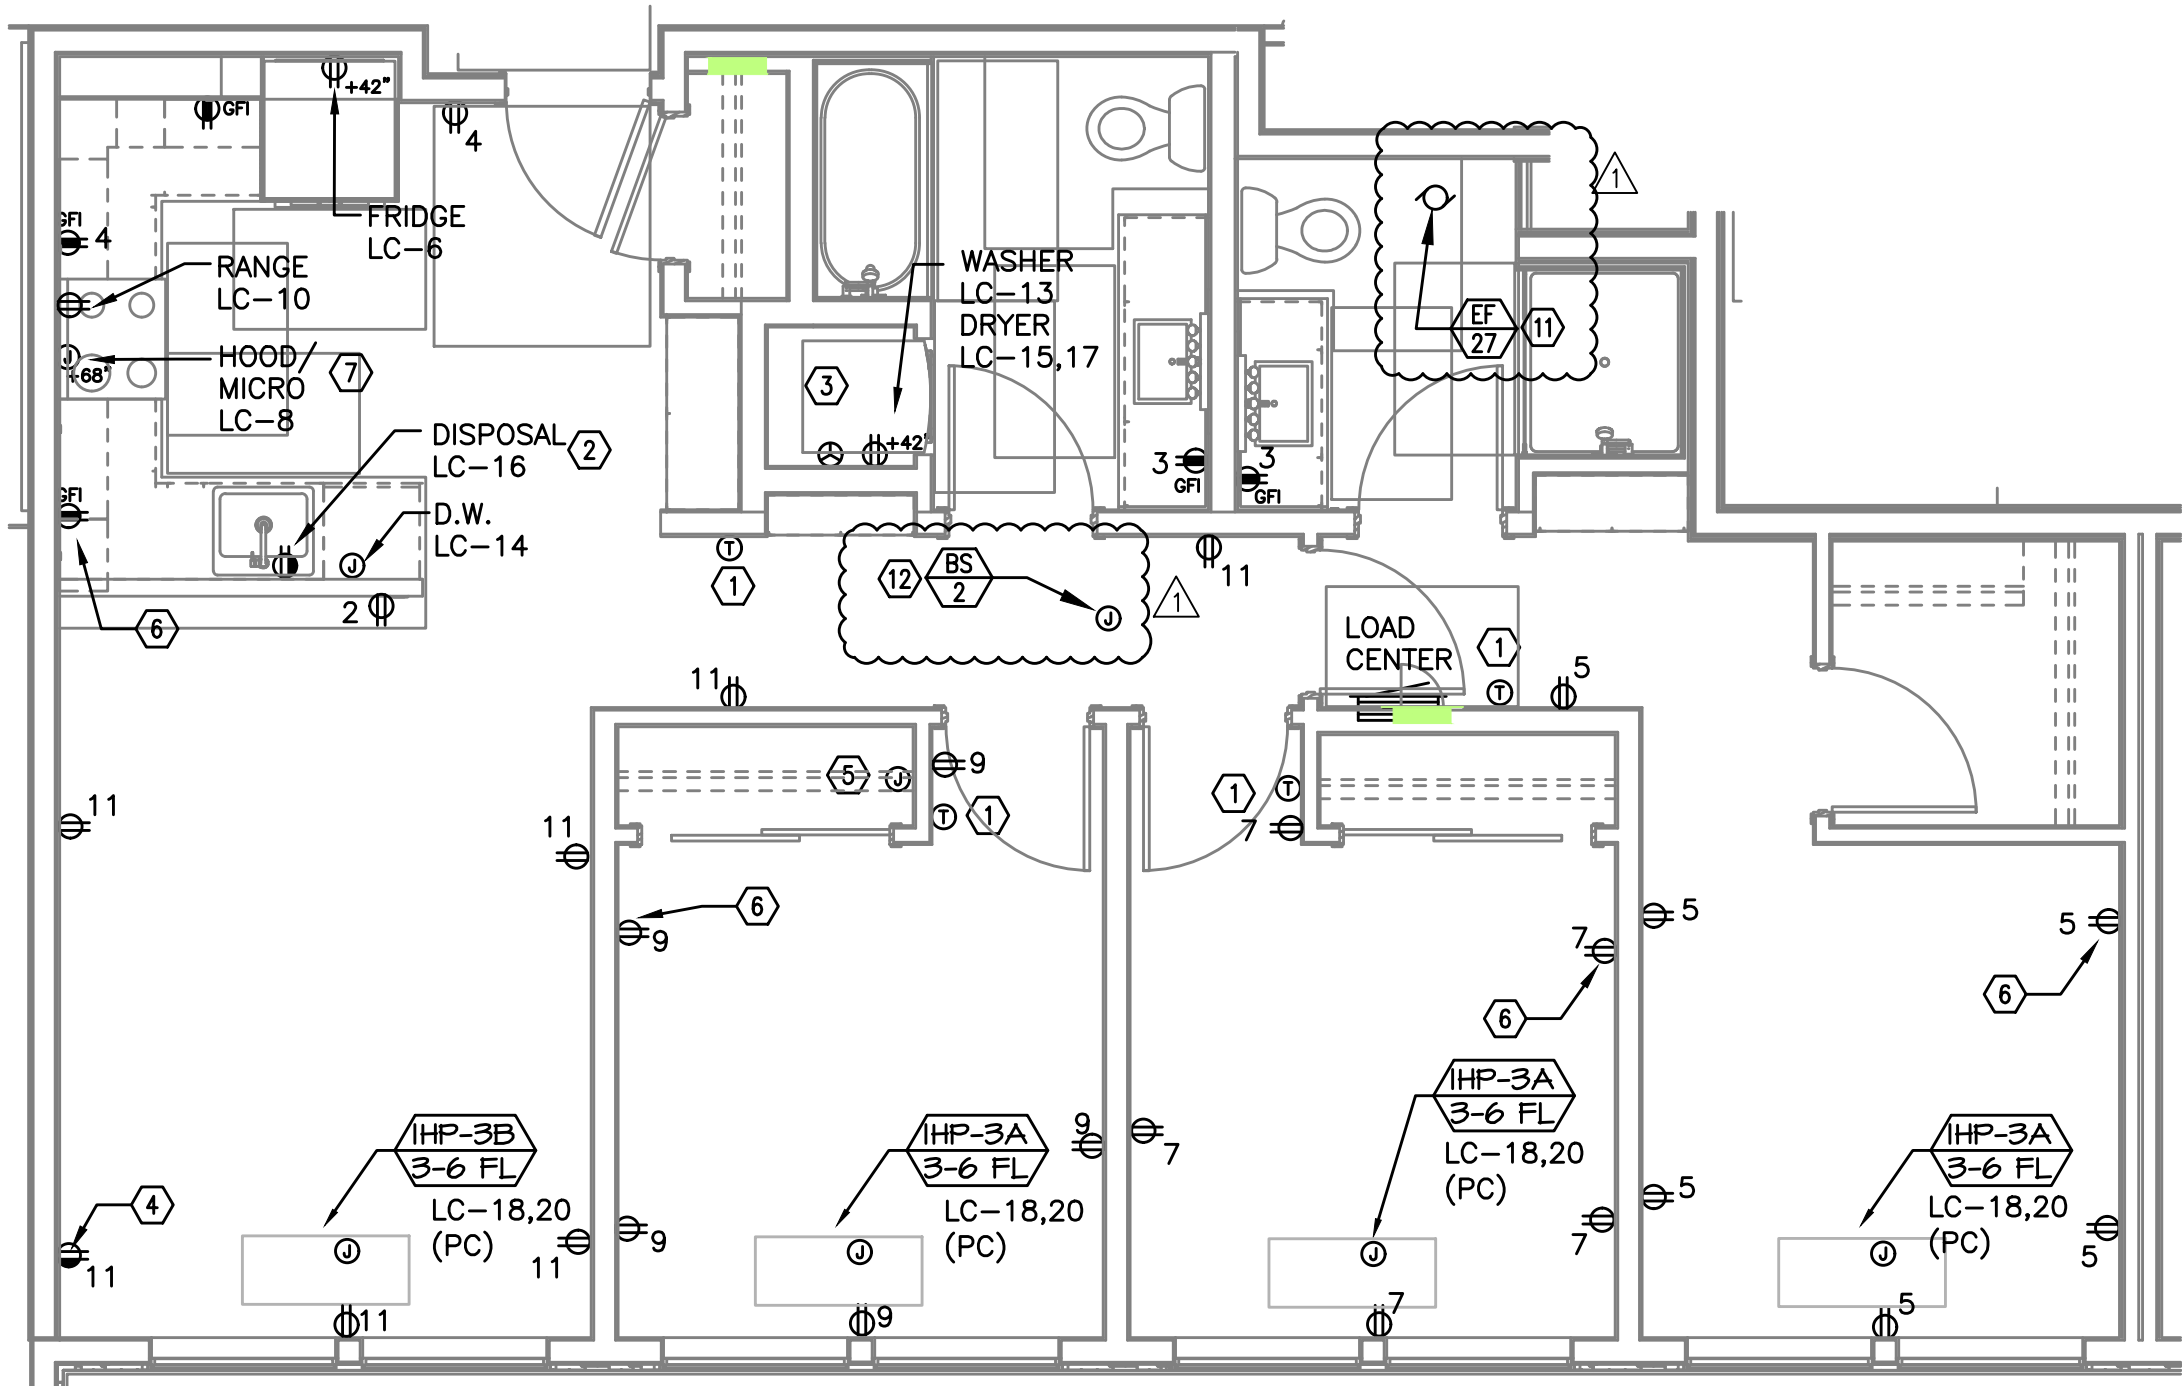 +42"
GFI
4
FRIDGE
LC-6
GFI
4
RANGE
LC-10
HOOD/
MICRO
LC-8
J
+68"
7
DISPOSAL
LC-16
2
D.W.
LC-14
J
GFI
6
2
WASHER
LC-13
DRYER
LC-15,17
3
+42"
3
GFI
3
GFI
EF
27
11
1
T
1
12
BS
2
J
1
11
LOAD
CENTER
1
T
5
11
5
J
9
T
1
1
T
7
11
11
6
9
7
6
5
5
6
IHP-3B
3-6 FL
LC-18,20
(PC)
IHP-3A
3-6 FL
LC-18,20
(PC)
9
7
IHP-3A
3-6 FL
LC-18,20
(PC)
5
IHP-3A
3-6 FL
LC-18,20
(PC)
4
11
11
9
7
5
J
J
J
J
11
9
7
5